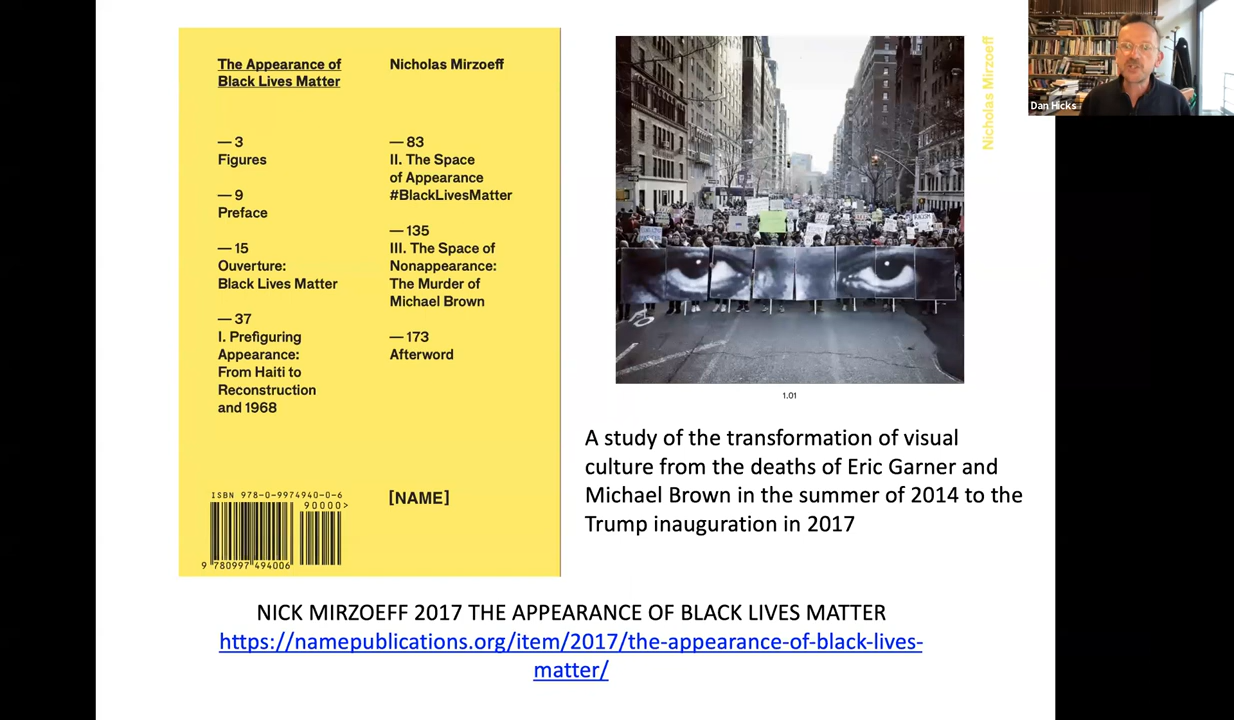 The Appearance of
Black Lives Matter
Nicholas Mirzoeff
— 3
Figures
— 9
Preface
— 15
Ouverture:
Black Lives Matter
— 37
I. Prefiguring
Appearance:
From Haiti to
Reconstruction
and 1968
— 83
II. The Space
of Appearance
#BlackLivesMatter
— 135
III. The Space of
Nonappearance:
The Murder of
Michael Brown
— 173
Afterword
ISBN 978-0-9974940-0-6
90000>
9 780997 494006
[NAME]
1.01
Nicholas Mirzoeff
Dan Hicks
A study of the transformation of visual
culture from the deaths of Eric Garner and
Michael Brown in the summer of 2014 to the
Trump inauguration in 2017
NICK MIRZOEFF 2017 THE APPEARANCE OF BLACK LIVES MATTER
https://namepublications.org/item/2017/the-appearance-of-black-lives-
matter/